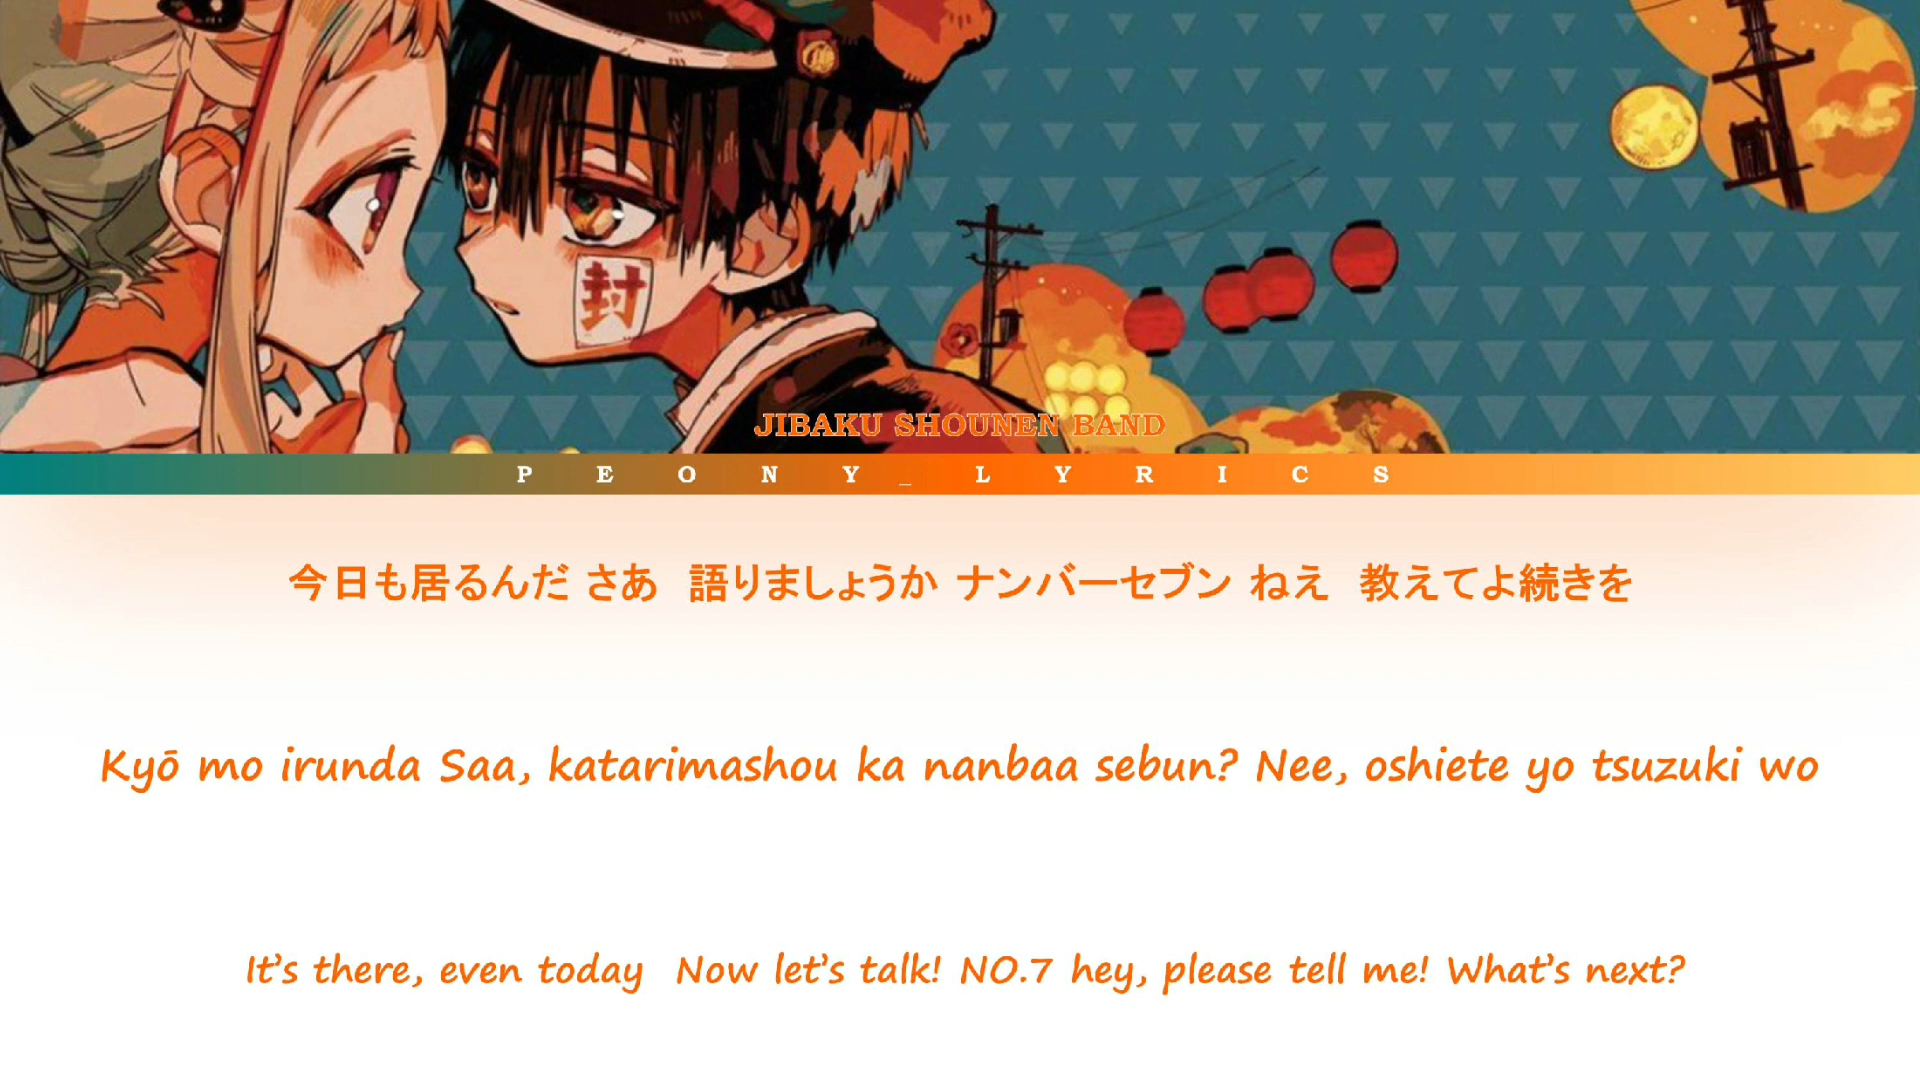 封
JIBAKU SHOUNEN BAND
PEONY_LYRICS
今日も居るんだ さあ　語りましょうか ナンバーセブン ねえ　教えてよ続きを
Kyō mo irunda Saa, katarimashou ka nanbaa sebun? Nee, oshiete yo tsuzuki wo
It's there, even today  Now let's talk! NO.7 hey, please tell me! What's next?